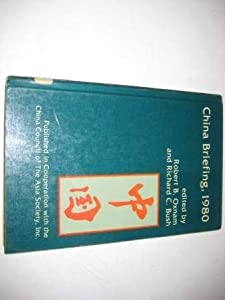 China Briefing, 1980
edited by
Robert B. Oxnam
and Richard C. Bush
中
国
Published in Cooperation with the
China Council of The Asia Society, Inc.